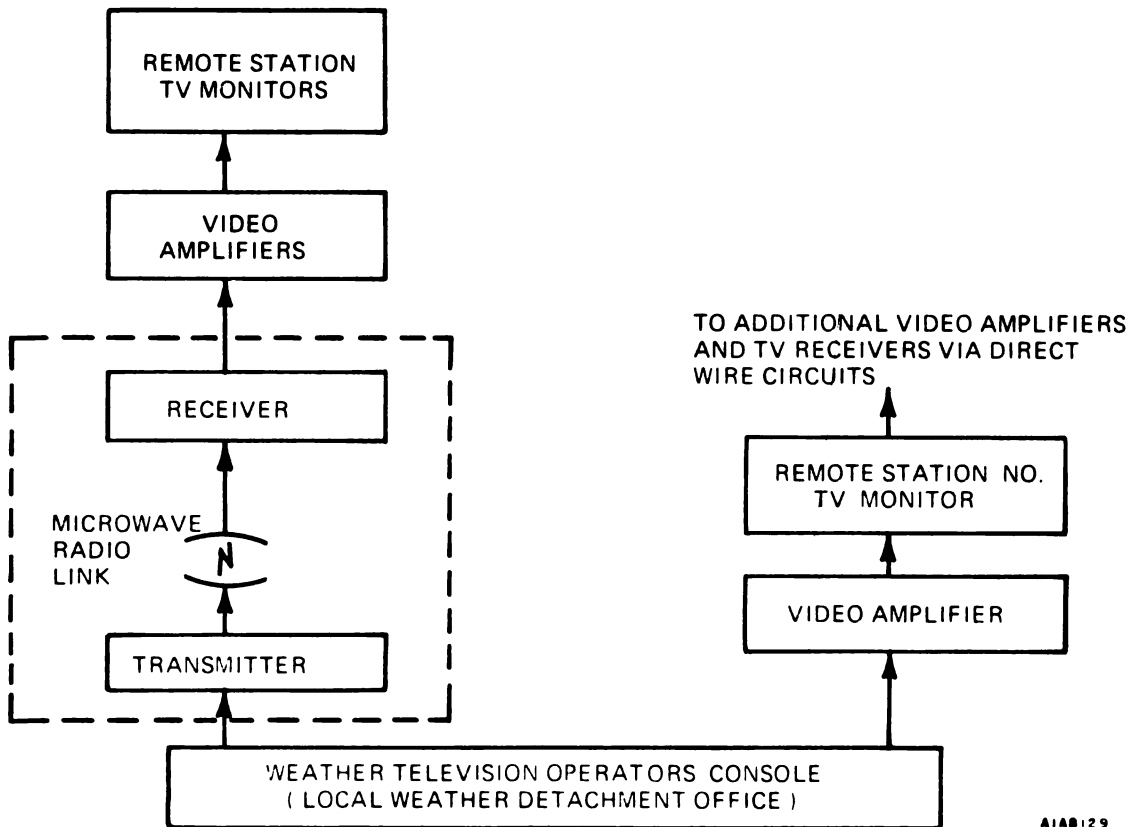 REMOTE STATION
TV MONITORS
VIDEO
AMPLIFIERS
TO ADDITIONAL VIDEO AMPLIFIERS
AND TV RECEIVERS VIA DIRECT
WIRE CIRCUITS
RECEIVER
REMOTE STATION NO.
TV MONITOR
MICROWAVE
RADIO
LINK
N
VIDEO AMPLIFIER
TRANSMITTER
WEATHER TELEVISION OPERATORS CONSOLE
( LOCAL WEATHER DETACHMENT OFFICE )
A1A8129